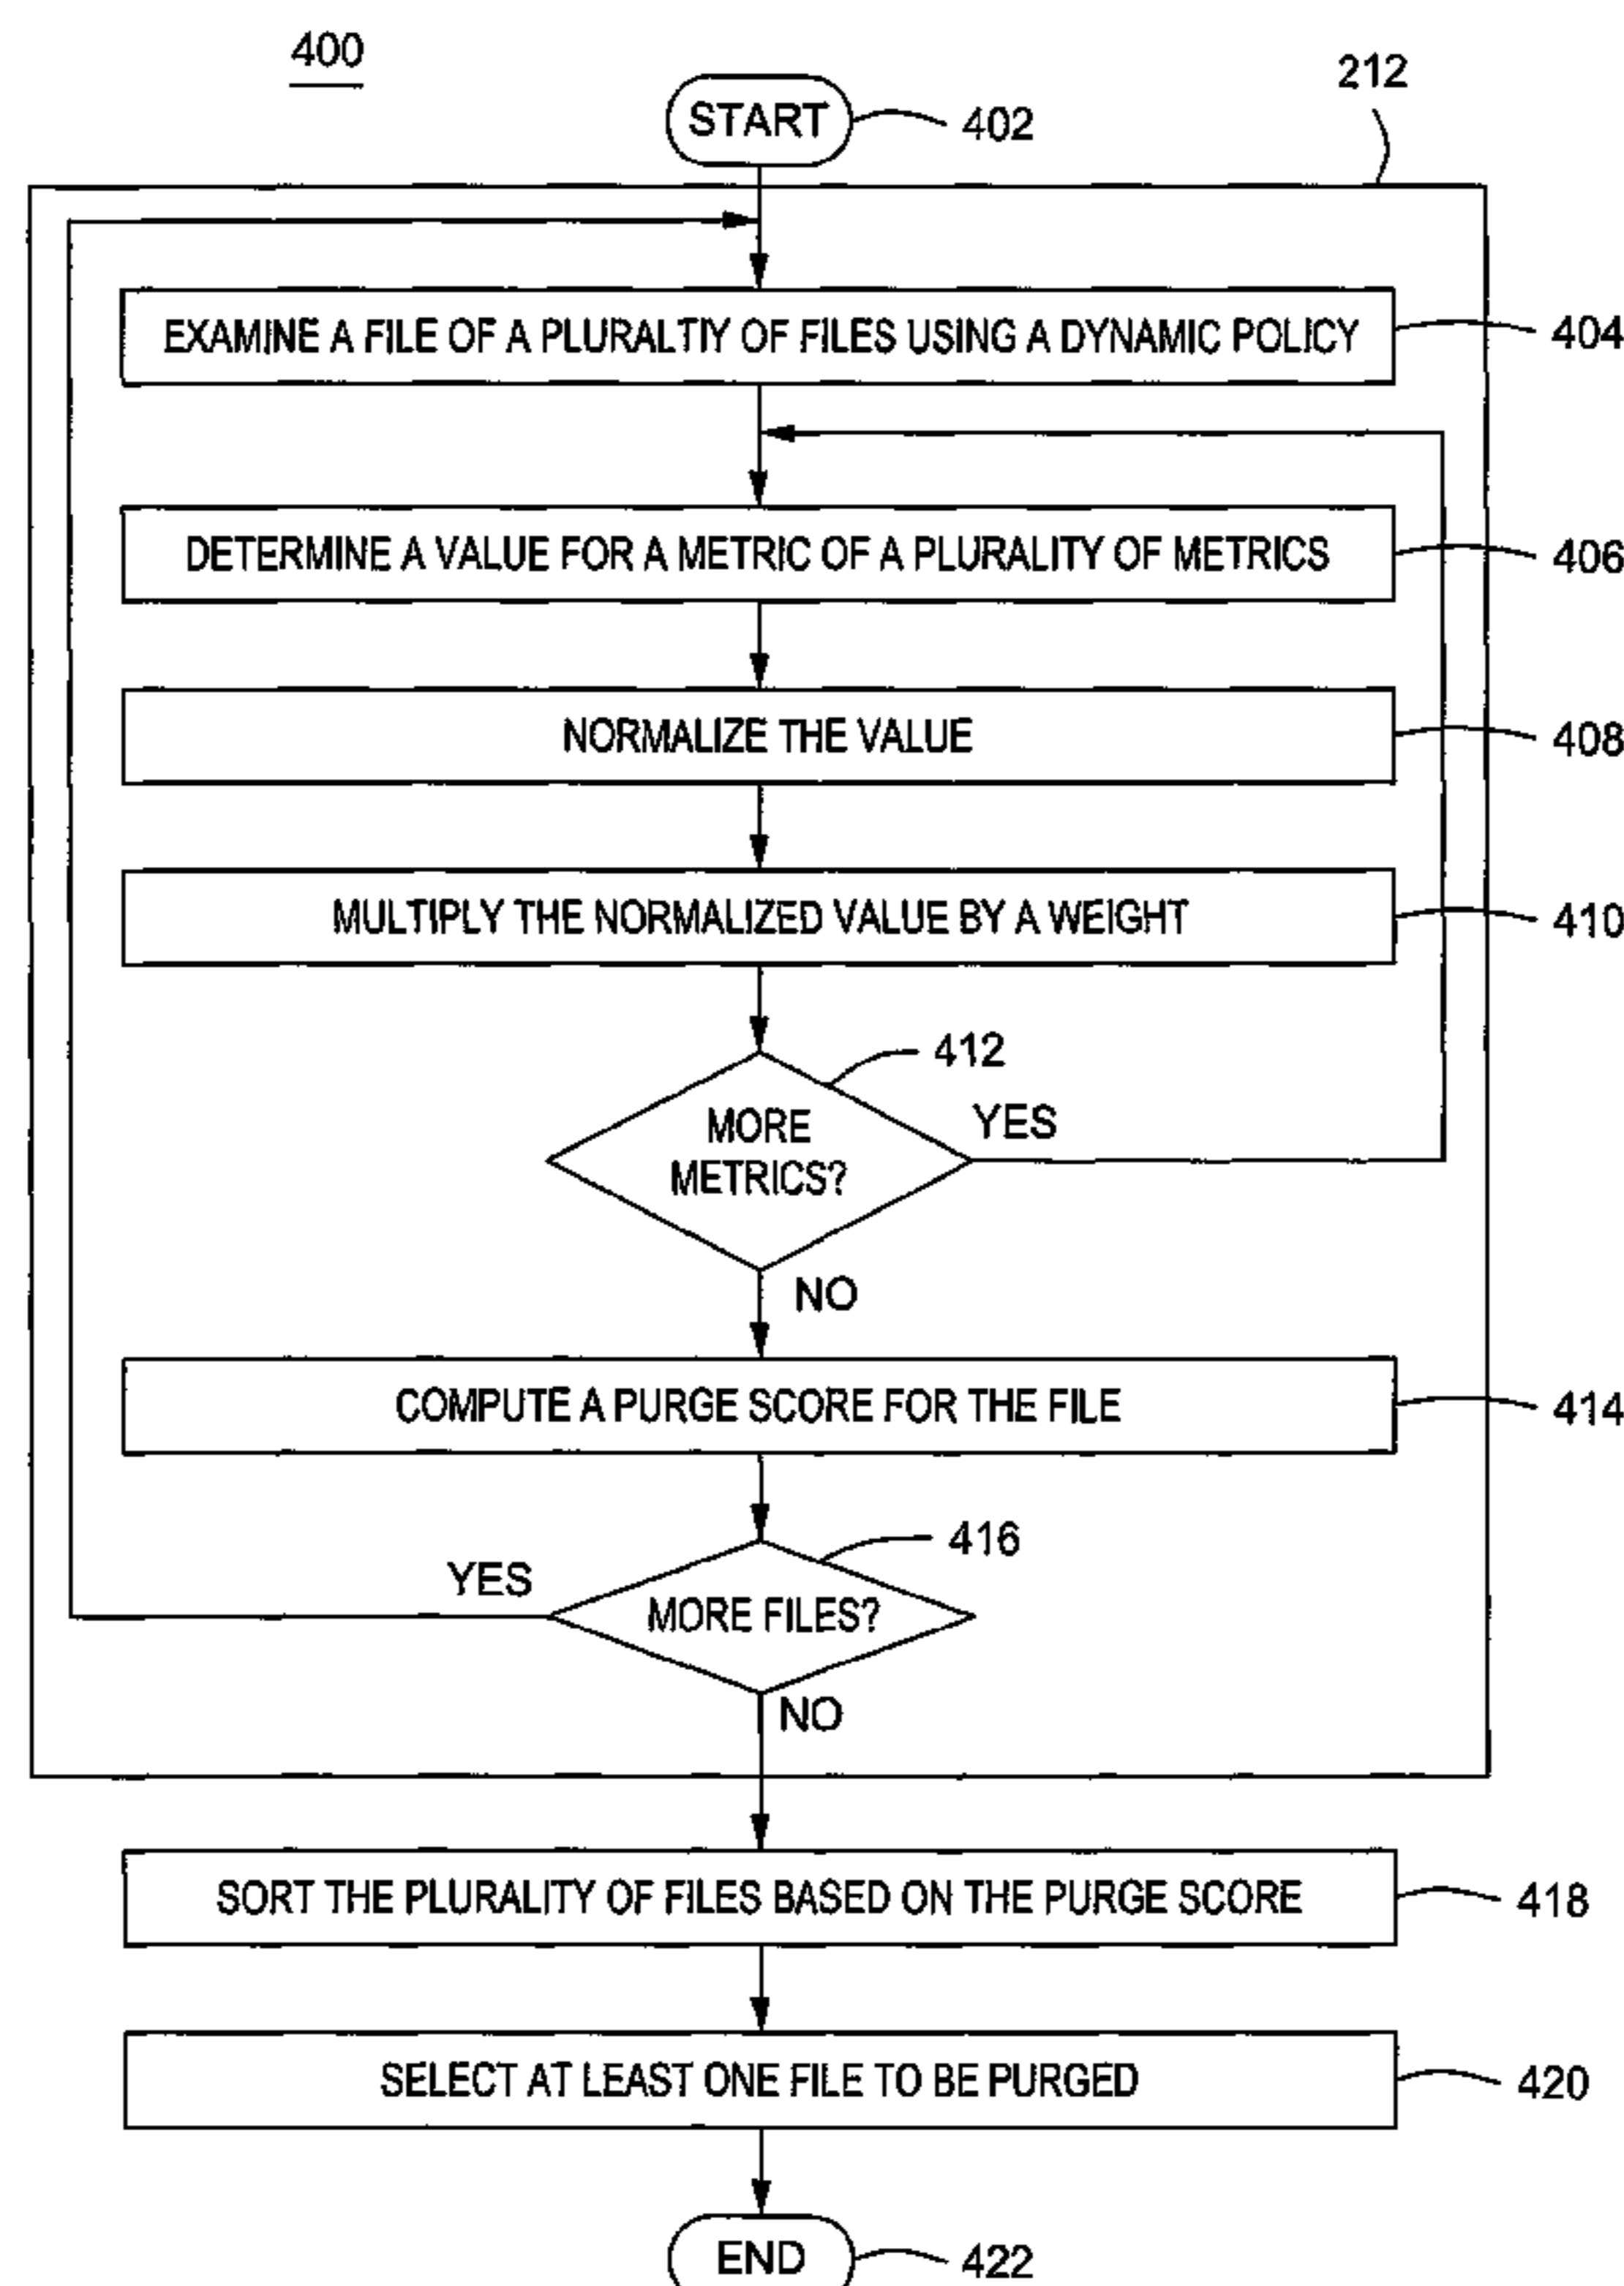 400
212
START
402
EXAMINE A FILE OF A PLURALTIY OF FILES USING A DYNAMIC POLICY
404
DETERMINE A VALUE FOR A METRIC OF A PLURALITY OF METRICS
406
NORMALIZE THE VALUE
408
MULTIPLY THE NORMALIZED VALUE BY A WEIGHT
410
412
MORE
METRICS?
YES
NO
COMPUTE A PURGE SCORE FOR THE FILE
414
416
YES
MORE FILES?
NO
SORT THE PLURALITY OF FILES BASED ON THE PURGE SCORE
418
SELECT AT LEAST ONE FILE TO BE PURGED
420
END
422